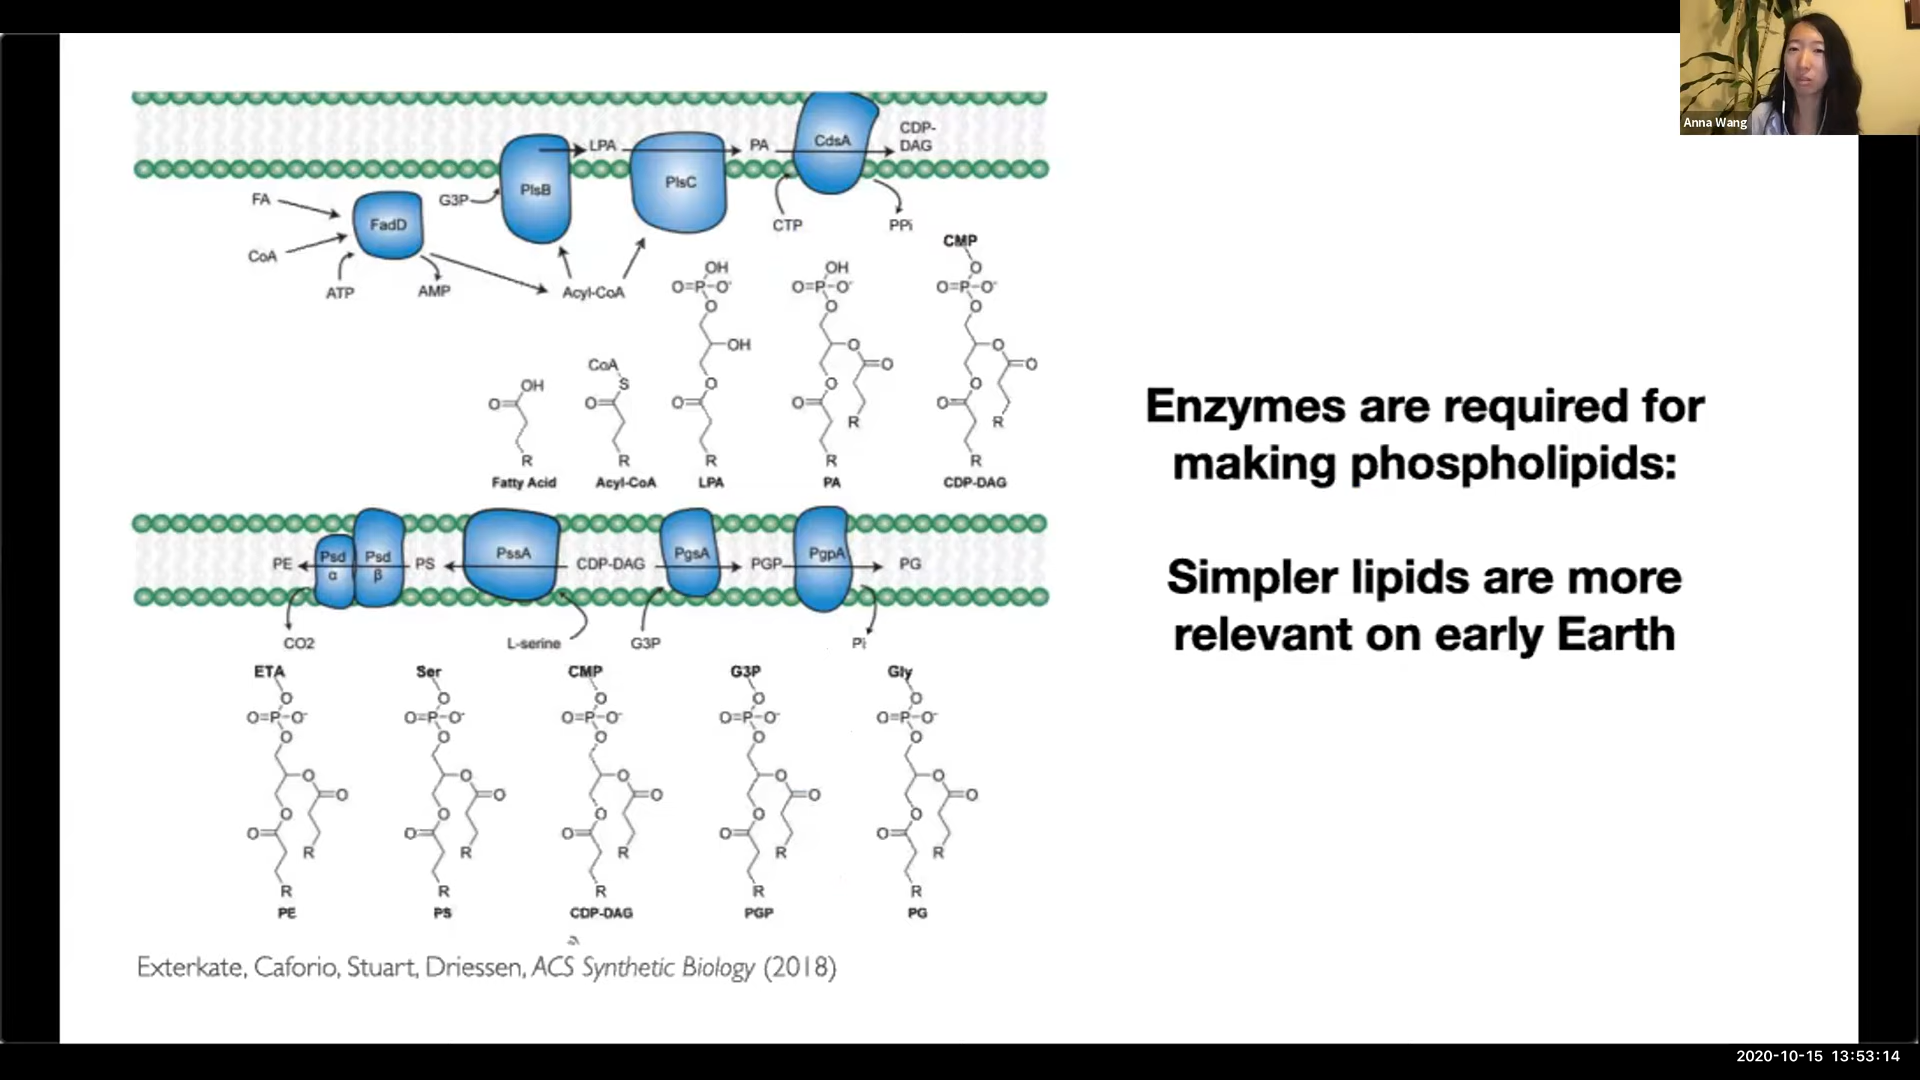 Anna Wang
CDP-
DAG
LPA
PA
CdsA
PlsB
PlsC
FA
G3P
FadD
CoA
CTP
PPi
ATP
AMP
Acyl-CoA
CMP
OH
O=P-O-
O
OH
O
O
R
OH
O=P-O-
O
O
O
O
O
R
R
O
O=P-O-
O
O
O
O
O
R
R
CoA
S
O
R
OH
O
R
Fatty Acid
Acyl-CoA
LPA
PA
CDP-DAG
Enzymes are required for
making phospholipids:
Simpler lipids are more
relevant on early Earth
PE
Psd
α
Psd
β
PS
PssA
CDP-DAG
PgsA
PGP
PgpA
PG
CO2
L-serine
G3P
Pi
ETA
Ser
CMP
G3P
Gly
O
O=P-O-
O
O
O
O
O
R
R
O
O=P-O-
O
O
O
O
O
R
R
O
O=P-O-
O
O
O
O
O
R
R
O
O=P-O-
O
O
O
O
O
R
R
O
O=P-O-
O
O
O
O
O
R
R
PE
PS
CDP-DAG
PGP
PG
Exterkate, Caforio, Stuart, Driessen, ACS Synthetic Biology (2018)
2020-10-15 13:53:14